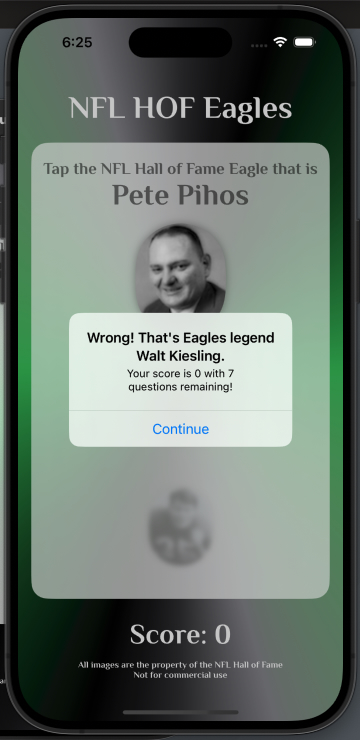 6:25
NFL HOF Eagles
Tap the NFL Hall of Fame Eagle that is
Pete Pihos
Wrong! That's Eagles legend
Walt Kiesling.
Your score is 0 with 7
questions remaining!
Continue
Score: 0
All images are the property of the NFL Hall of Fame
Not for commercial use